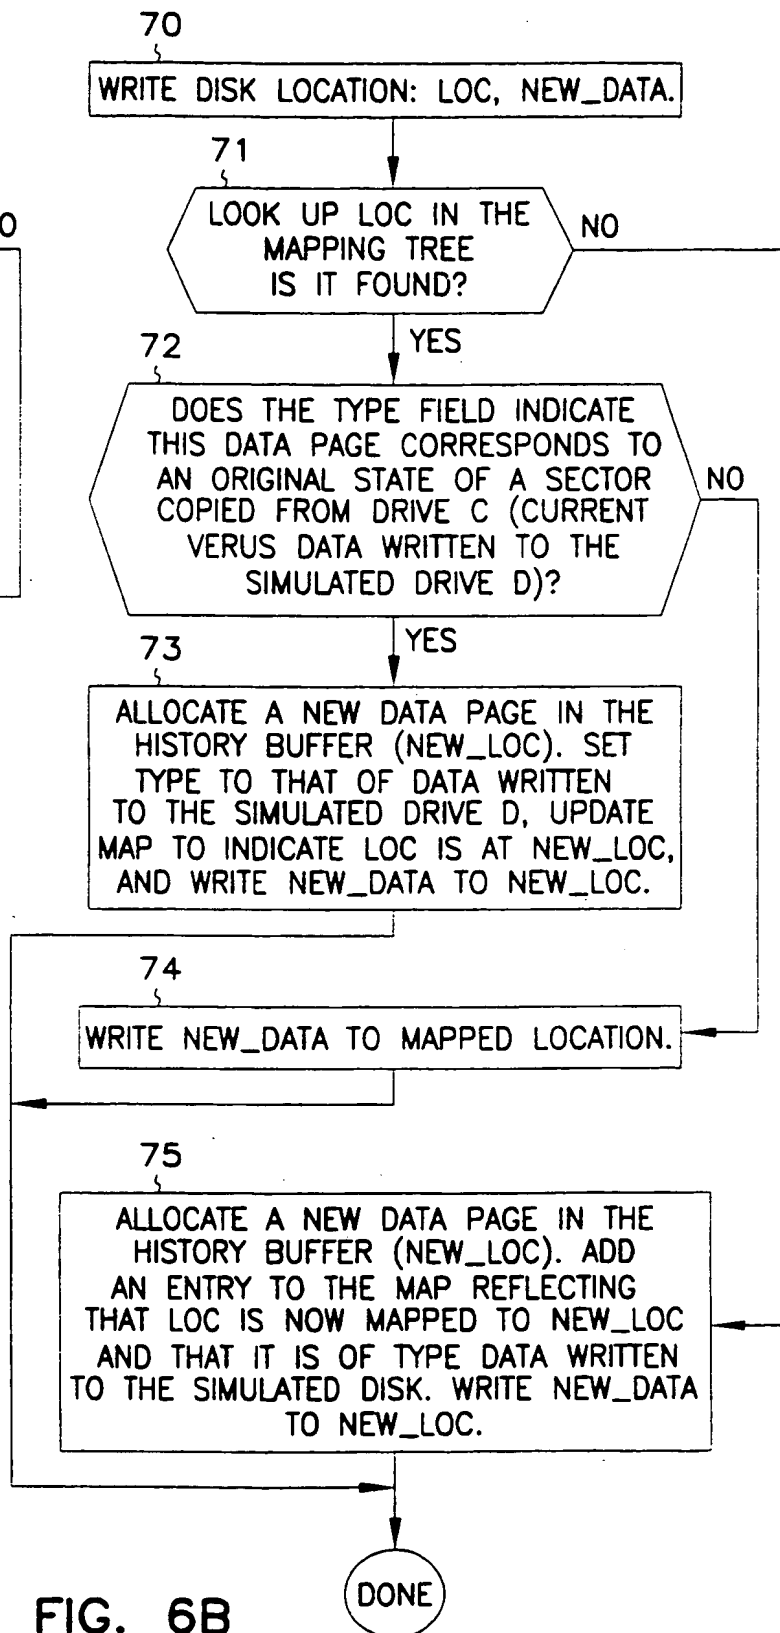 70
WRITE DISK LOCATION: LOC, NEW_DATA.
71
LOOK UP LOC IN THE
MAPPING TREE
IS IT FOUND?
NO
O
YES
72
DOES THE TYPE FIELD INDICATE
THIS DATA PAGE CORRESPONDS TO
AN ORIGINAL STATE OF A SECTOR
COPIED FROM DRIVE C (CURRENT
VERUS DATA WRITTEN TO THE
SIMULATED DRIVE D)?
NO
YES
73
ALLOCATE A NEW DATA PAGE IN THE
HISTORY BUFFER (NEW_LOC). SET
TYPE TO THAT OF DATA WRITTEN
TO THE SIMULATED DRIVE D, UPDATE
MAP TO INDICATE LOC IS AT NEW_LOC,
AND WRITE NEW_DATA TO NEW_LOC.
74
WRITE NEW_DATA TO MAPPED LOCATION.
75
ALLOCATE A NEW DATA PAGE IN THE
HISTORY BUFFER (NEW_LOC). ADD
AN ENTRY TO THE MAP REFLECTING
THAT LOC IS NOW MAPPED TO NEW_LOC
AND THAT IT IS OF TYPE DATA WRITTEN
TO THE SIMULATED DISK. WRITE NEW_DATA
TO NEW_LOC.
DONE
FIG. 6B